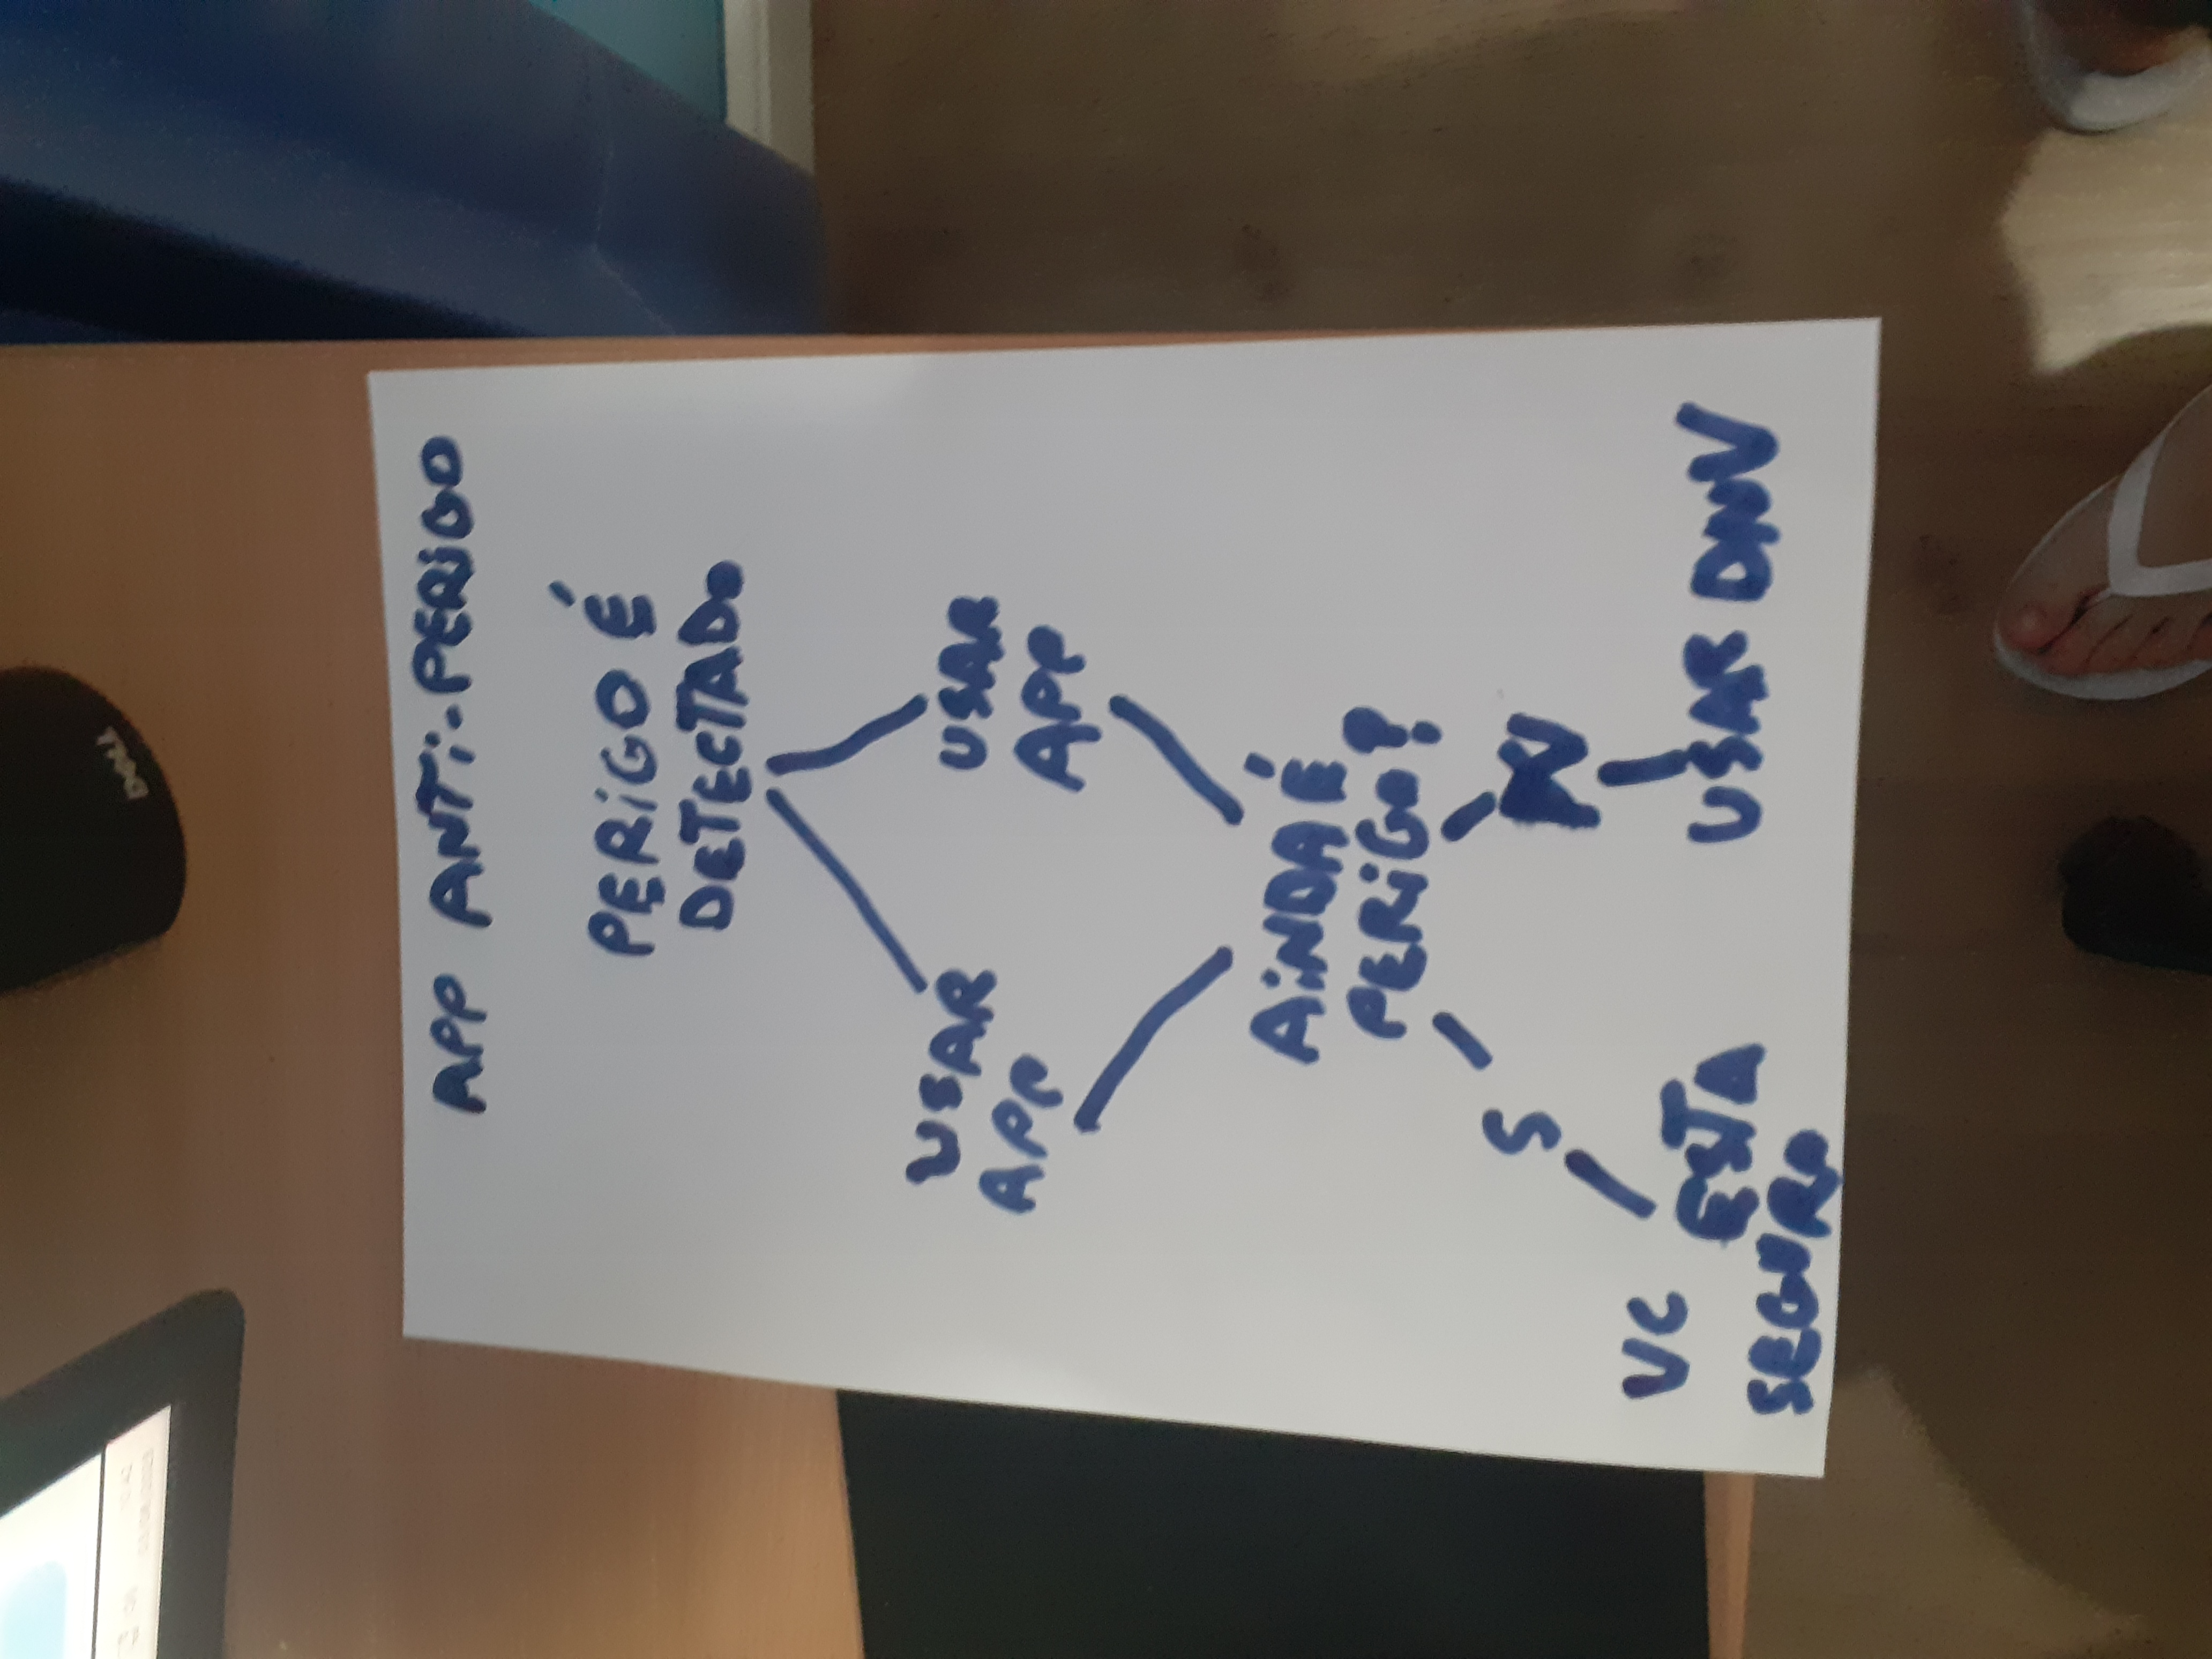 DELL
APP ANTi-PERiGO
PERiGO É
DETECTADO
USAR
APP
USAR
APP
AiNDA É
PERiGO?
S
N
VC ESTA
SEGURO
USAR DNV